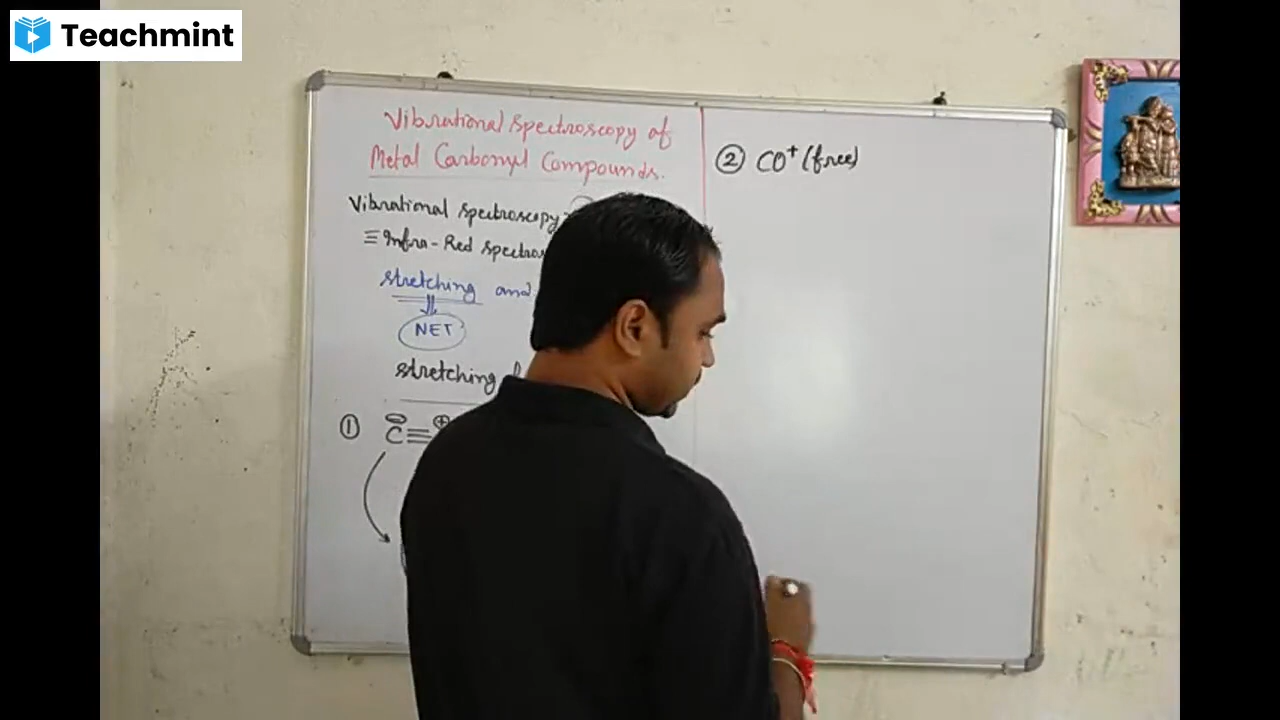 Teachmint
Vibrational spectroscopy of
Metal Carbonyl Compounds.
Vibrational spectroscopy
≡ Infra-Red spectros
stretching and
⇓
NET
stretching
① C̄≡ ⊕
② CO⁺ (free)